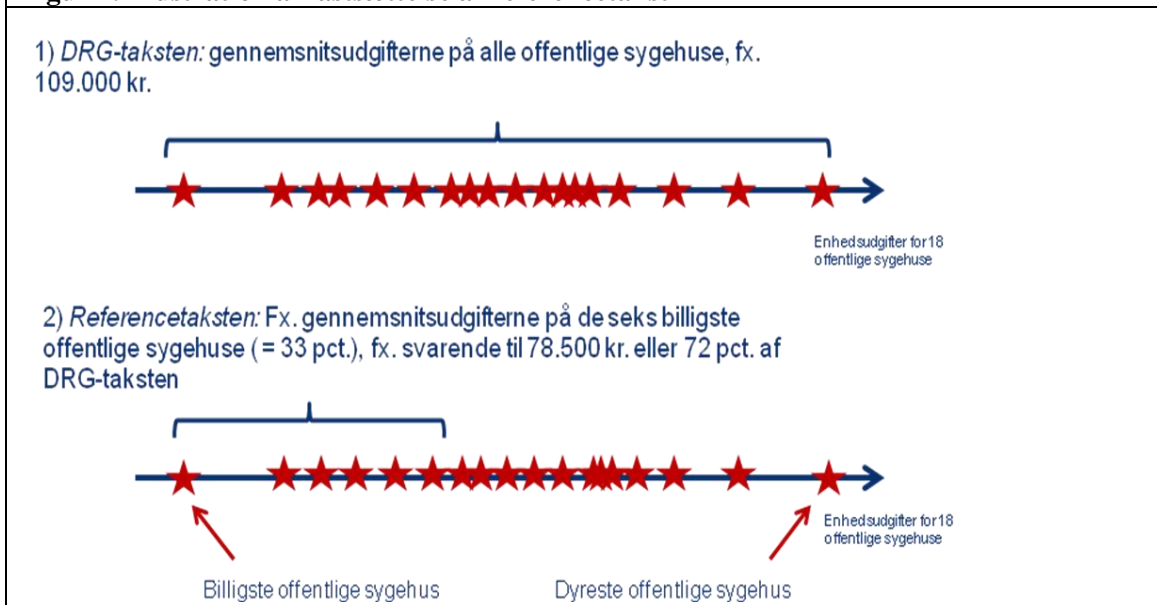 1) DRG-taksten: gennemsnitsudgifterne på alle offentlige sygehuse, fx.
109.000 kr.
Enhedsudgifter for 18
offentlige sygehuse
2) Referencetaksten: Fx. gennemsnitsudgifterne på de seks billigste
offentlige sygehuse (= 33 pct.), fx. svarende til 78.500 kr. eller 72 pct. af
DRG-taksten
Enhedsudgifter for 18
offentlige sygehuse
Billigste offentlige sygehus
Dyreste offentlige sygehus